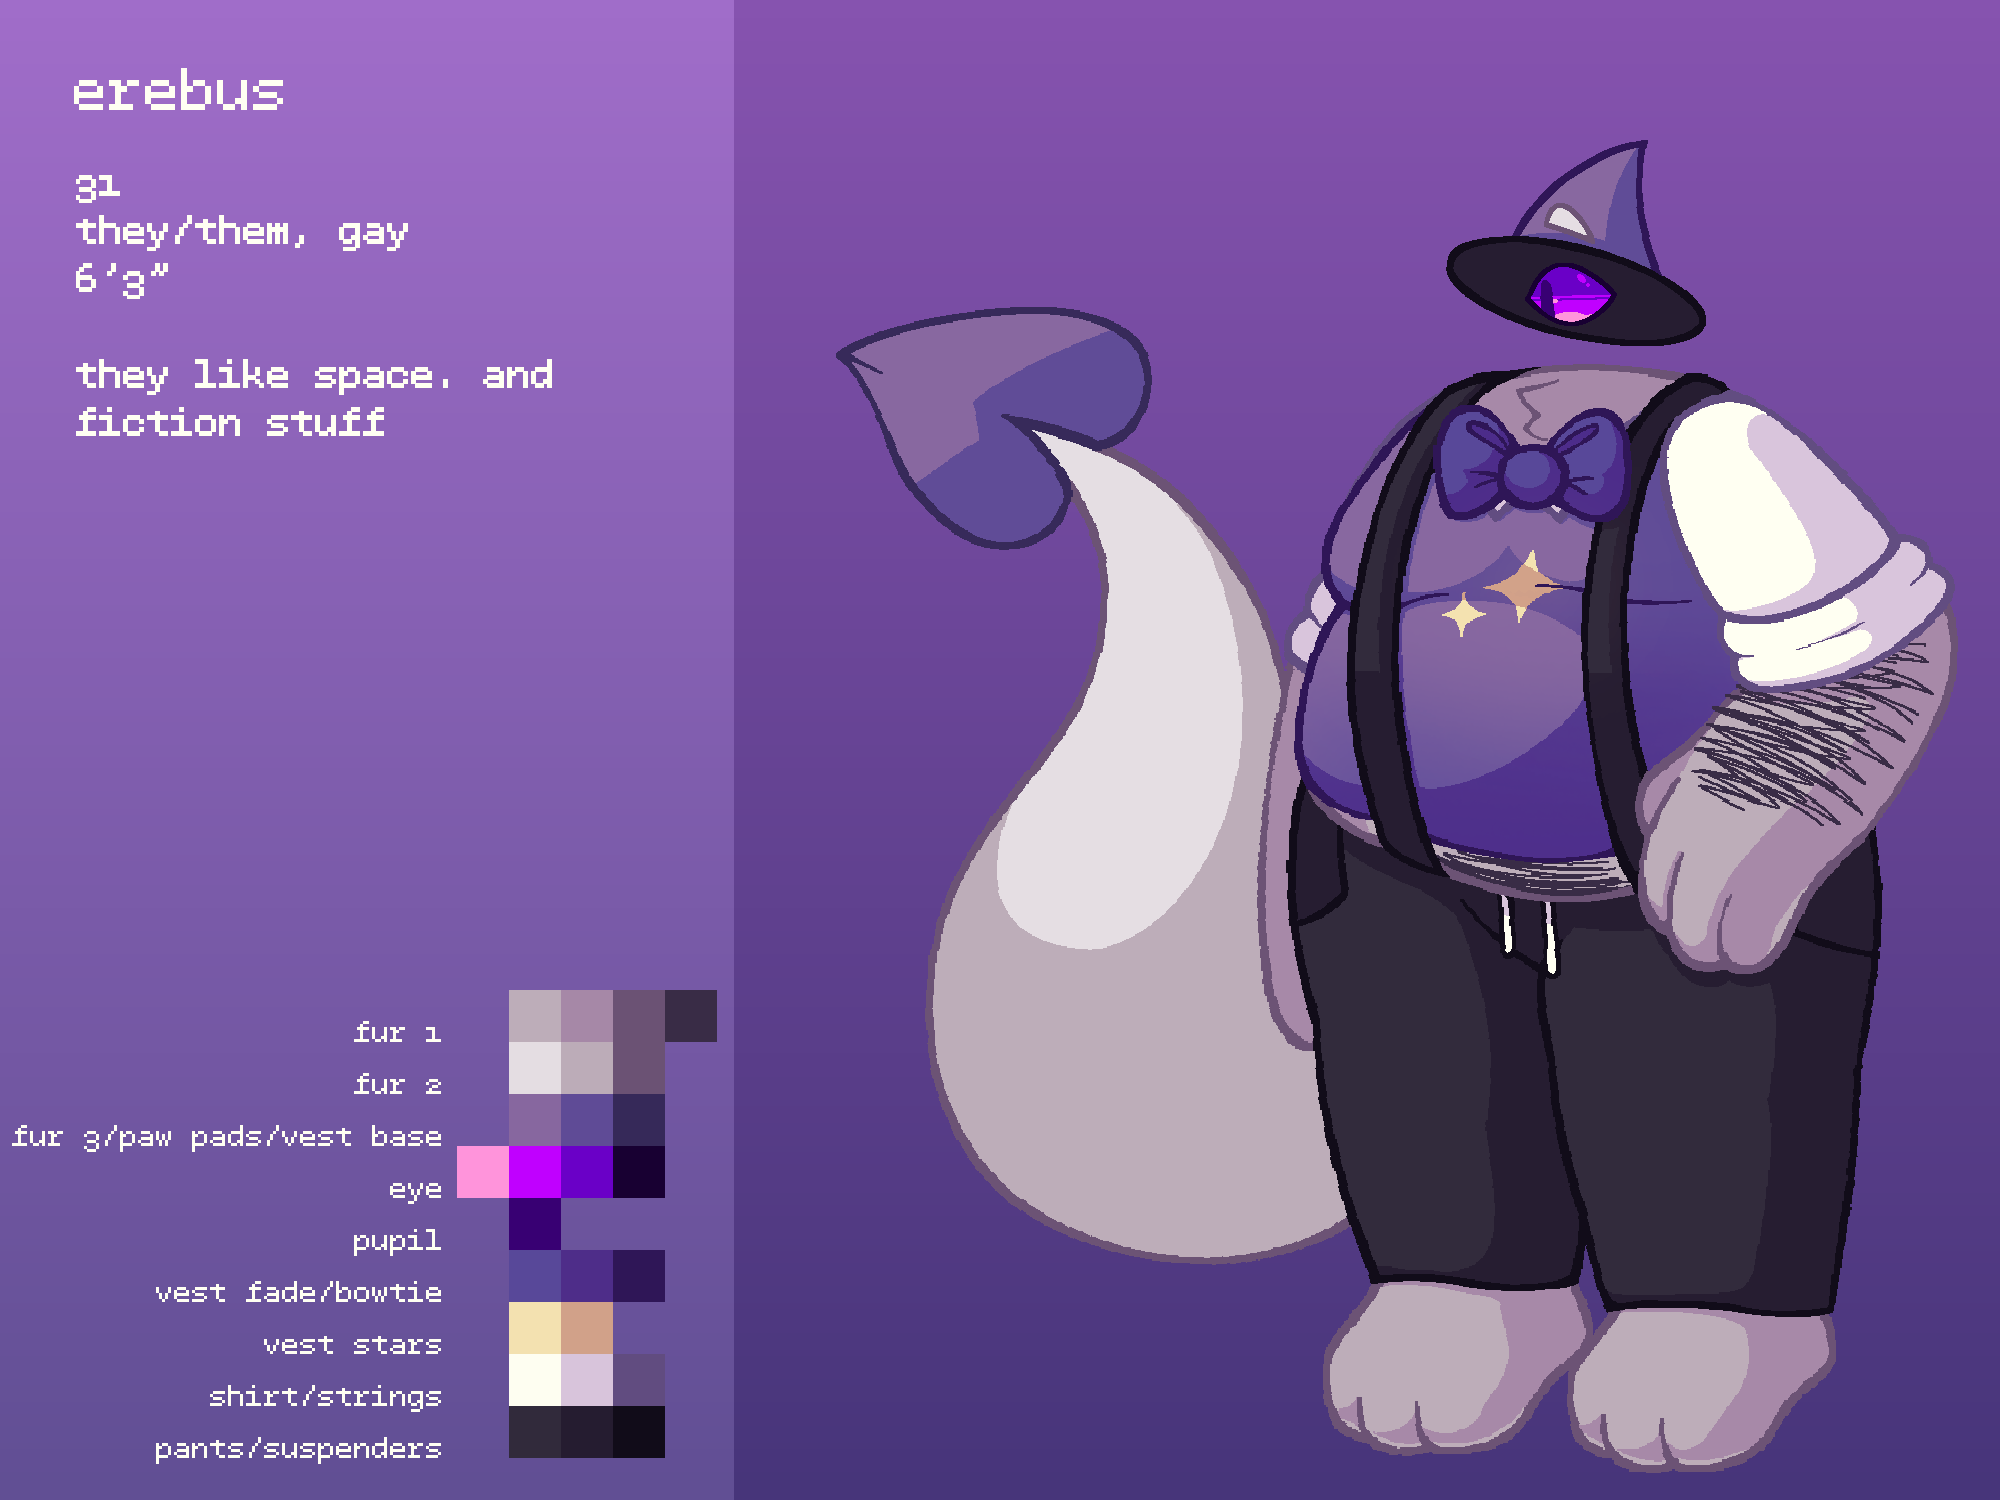 erebus
31
they/them, gay
6'3"
they like space. and
fiction stuff
fur 1
fur 2
fur 3/paw pads/vest base
eye
pupil
vest fade/bowtie
vest stars
shirt/strings
pants/suspenders